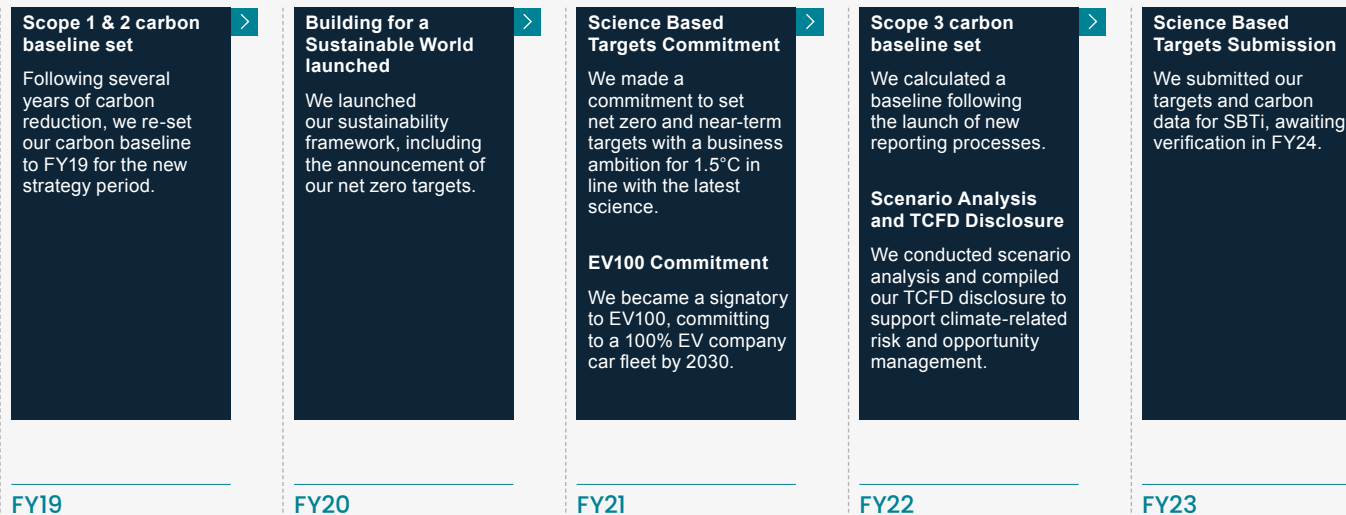 Scope 1 & 2 carbon
baseline set
Following several
years of carbon
reduction, we re-set
our carbon baseline
to FY19 for the new
strategy period.
FY19
Building for a
Sustainable World
launched
We launched
our sustainability
framework, including
the announcement of
our net zero targets.
FY20
Science Based
Targets Commitment
We made a
commitment to set
net zero and near-term
targets with a business
ambition for 1.5°C in
line with the latest
science.
EV100 Commitment
We became a signatory
to EV100, committing
to a 100% EV company
car fleet by 2030.
FY21
Scope 3 carbon
baseline set
We calculated a
baseline following
the launch of new
reporting processes.
Scenario Analysis
and TCFD Disclosure
We conducted scenario
analysis and compiled
our TCFD disclosure to
support climate-related
risk and opportunity
management.
FY22
Science Based
Targets Submission
We submitted our
targets and carbon
data for SBTi, awaiting
verification in FY24.
FY23